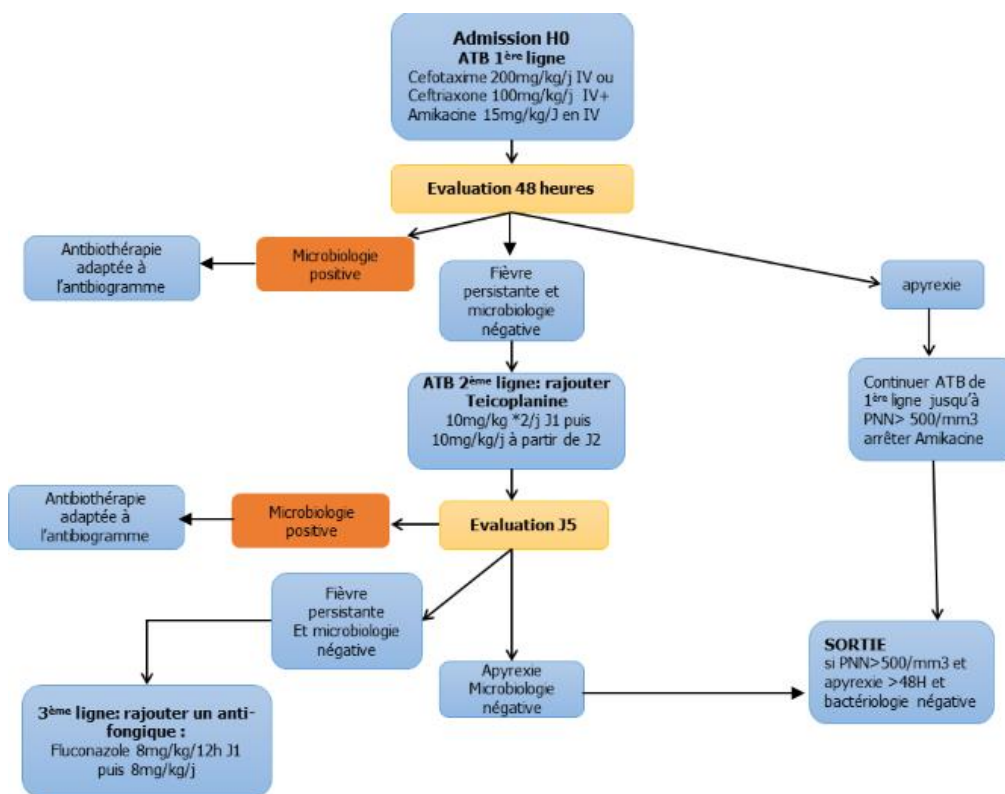 Admission H0
ATB 1ère ligne
Cefotaxime 200mg/kg/j IV ou
Ceftriaxone 100mg/kg/j IV+
Amikacine 15mg/kg/J en IV
Evaluation 48 heures
Antibiothérapie
adaptée à
l’antibiogramme
Microbiologie
positive
Fièvre
persistante et
microbiologie
négative
apyrexie
ATB 2ème ligne: rajouter
Teicoplanine
10mg/kg *2/j J1 puis
10mg/kg/j à partir de J2
Continuer ATB de
1ère ligne jusqu’à
PNN> 500/mm3
arrêter Amikacine
Antibiothérapie
adaptée à
l’antibiogramme
Microbiologie
positive
Evaluation J5
Fièvre
persistante
Et microbiologie
négative
Apyrexie
Microbiologie
négative
SORTIE
si PNN>500/mm3 et
apyrexie >48H et
bactériologie négative
3ème ligne: rajouter un anti-
fongique :
Fluconazole 8mg/kg/12h J1
puis 8mg/kg/j